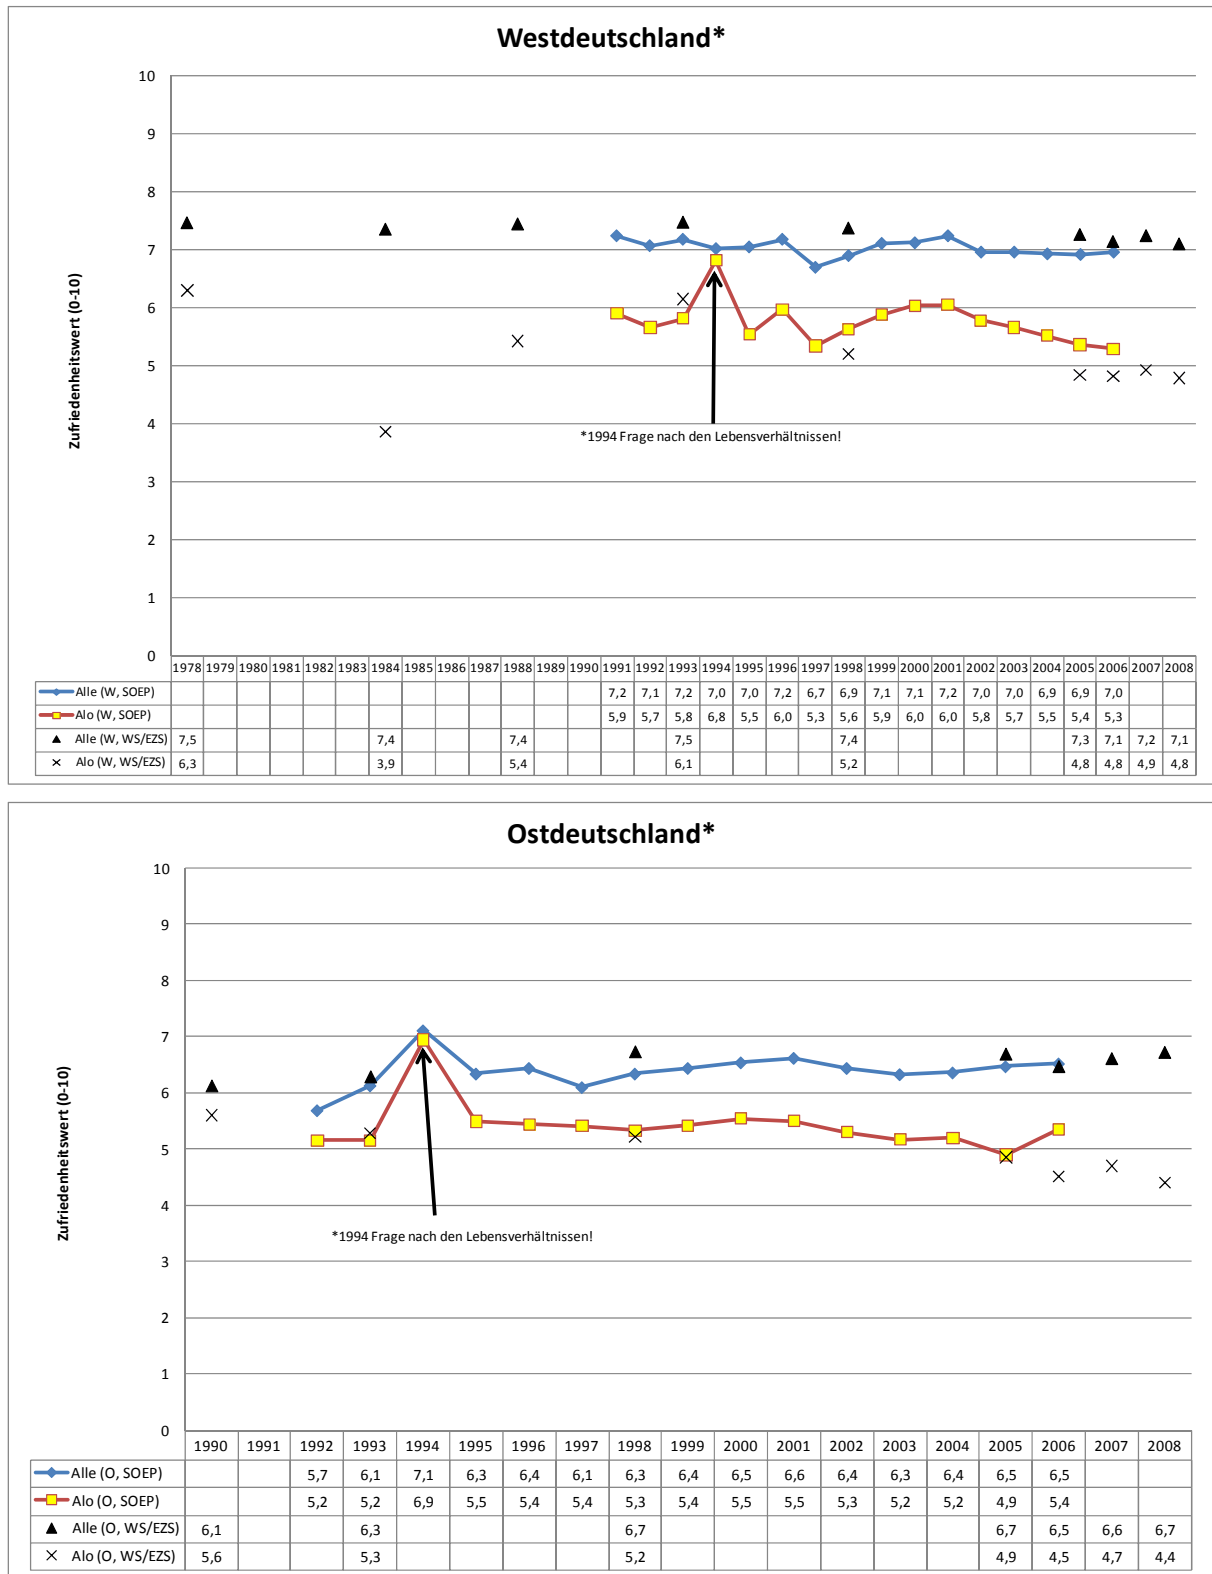 Westdeutschland*
10
9
8
7
6
5
4
3
2
1
0
Zufriedenheitswert (0-10)
*1994 Frage nach den Lebensverhältnissen!
1978 1979 1980 1981 1982 1983 1984 1985 1986 1987 1988 1989 1990 1991 1992 1993 1994 1995 1996 1997 1998 1999 2000 2001 2002 2003 2004 2005 2006 2007 2008
Alle (W, SOEP) 7,2 7,1 7,2 7,0 7,0 7,2 6,7 6,9 7,1 7,1 7,2 7,0 7,0 6,9 6,9 7,0
Alo (W, SOEP) 5,9 5,7 5,8 6,8 5,5 6,0 5,3 5,6 5,9 6,0 6,0 5,8 5,7 5,5 5,4 5,3
Alle (W, WS/EZS) 7,5 7,4 7,4 7,5 7,4 7,3 7,1 7,2 7,1
Alo (W, WS/EZS) 6,3 3,9 5,4 6,1 5,2 4,8 4,8 4,9 4,8
Ostdeutschland*
10
9
8
7
6
5
4
3
2
1
0
Zufriedenheitswert (0-10)
*1994 Frage nach den Lebensverhältnissen!
1990 1991 1992 1993 1994 1995 1996 1997 1998 1999 2000 2001 2002 2003 2004 2005 2006 2007 2008
Alle (O, SOEP) 5,7 6,1 7,1 6,3 6,4 6,1 6,3 6,4 6,5 6,6 6,4 6,3 6,4 6,5 6,5
Alo (O, SOEP) 5,2 5,2 6,9 5,5 5,4 5,4 5,3 5,4 5,5 5,5 5,3 5,2 5,2 4,9 5,4
Alle (O, WS/EZS) 6,1 6,3 6,7 6,7 6,5 6,6 6,7
Alo (O, WS/EZS) 5,6 5,3 5,2 4,9 4,5 4,7 4,4